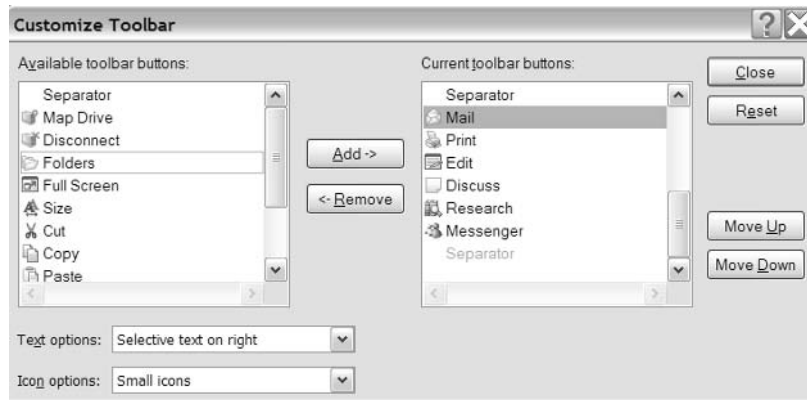 Customize Toolbar
Available toolbar buttons:
Separator
Map Drive
Disconnect
Folders
Full Screen
Size
Cut
Copy
Paste
Add ->
<- Remove
Current toolbar buttons:
Separator
Mail
Print
Edit
Discuss
Research
Messenger
Separator
Close
Reset
Move Up
Move Down
Text options: Selective text on right
Icon options: Small icons